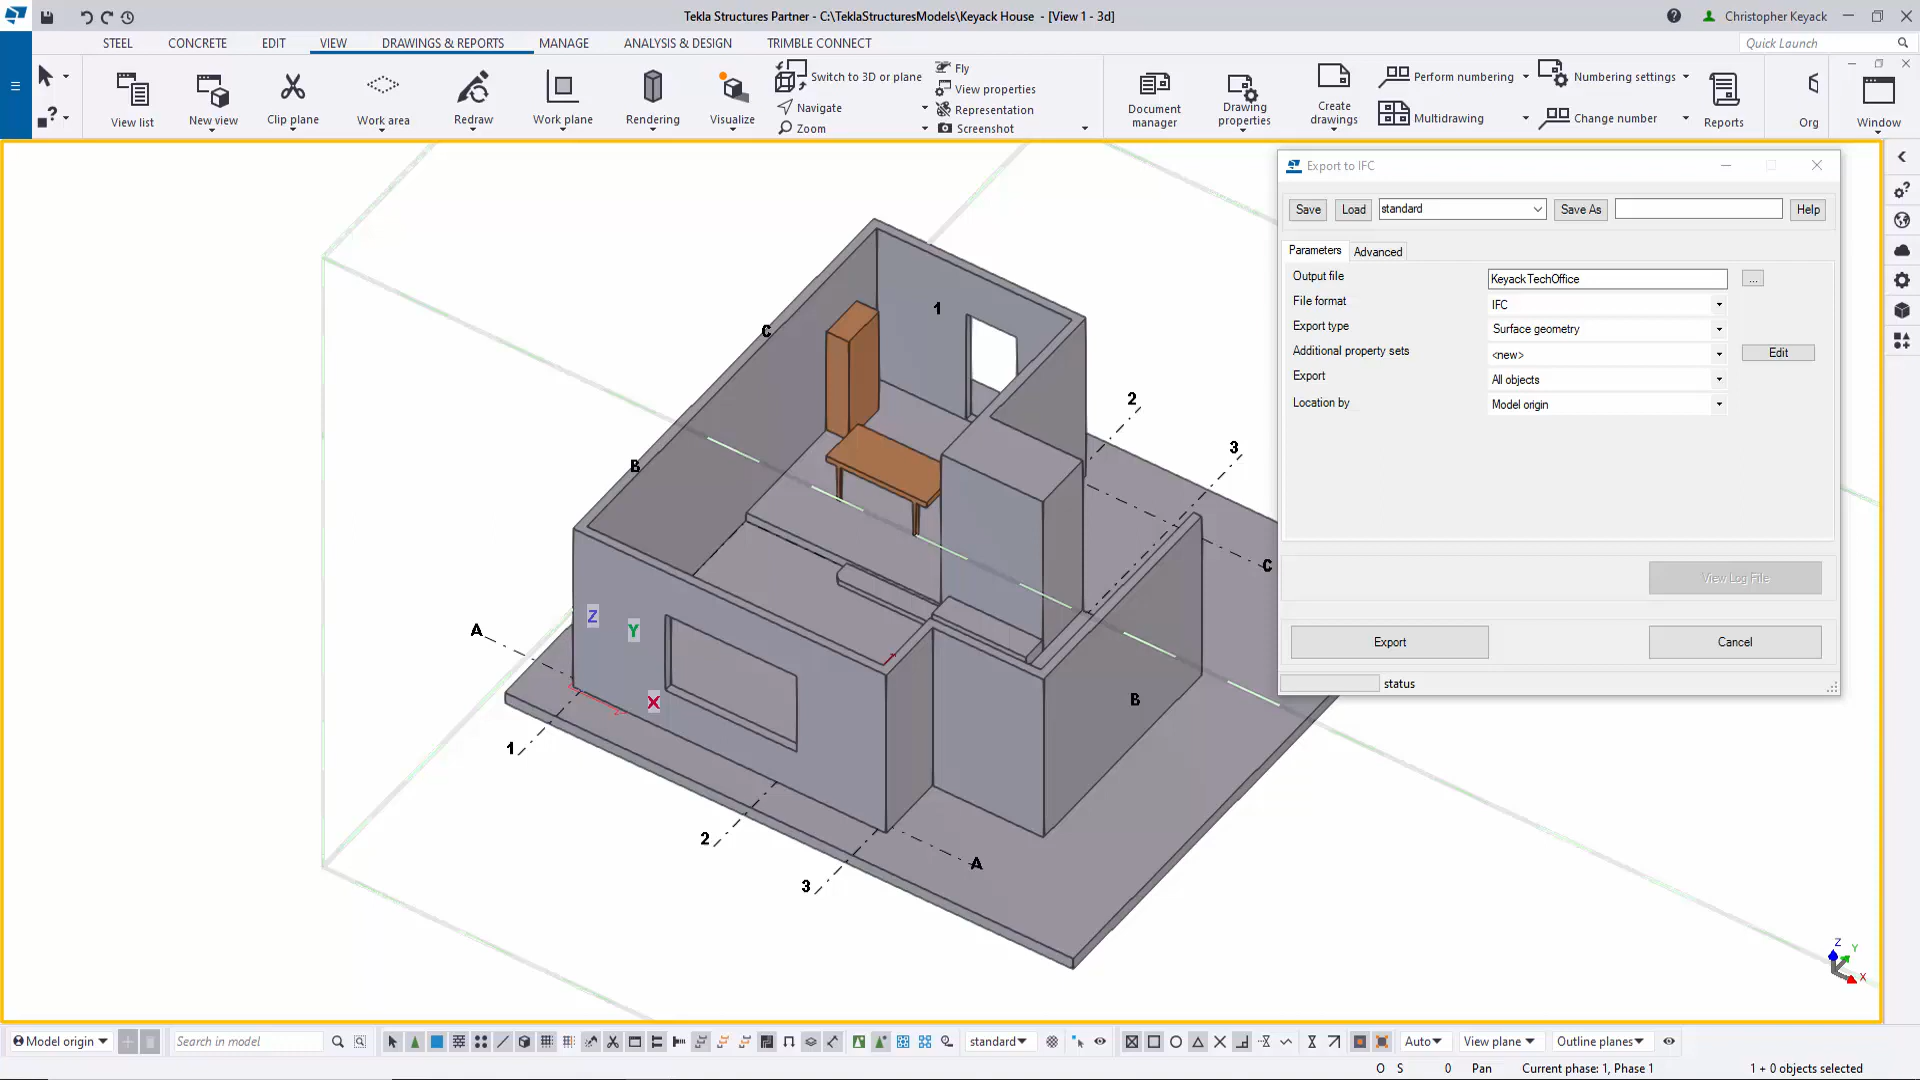 Tekla Structures Partner - C:\TeklaStructuresModels\Keyack House - [View 1 - 3d]
Christopher Keyack
STEEL CONCRETE EDIT VIEW DRAWINGS & REPORTS MANAGE ANALYSIS & DESIGN TRIMBLE CONNECT
Quick Launch
View list
New view
Clip plane
Work area
Redraw
Work plane
Rendering
Visualize
Switch to 3D or plane
Navigate
Zoom
Fly
View properties
Representation
Screenshot
Document manager
Drawing properties
Create drawings
Perform numbering
Multidrawing
Numbering settings
Change number
Reports
Org
Window
Export to IFC
Save Load standard Save As Help
Parameters Advanced
Output file KeyackTechOffice ...
File format IFC
Export type Surface geometry
Additional property sets <new> Edit
Export All objects
Location by Model origin
View Log File
Export Cancel
status
1
C
2
B
3
C
Z
Y
A
X
B
1
2
A
3
Z
Y
X
Model origin
Search in model
standard
Auto
View plane
Outline planes
O S 0 Pan Current phase: 1, Phase 1 1 + 0 objects selected